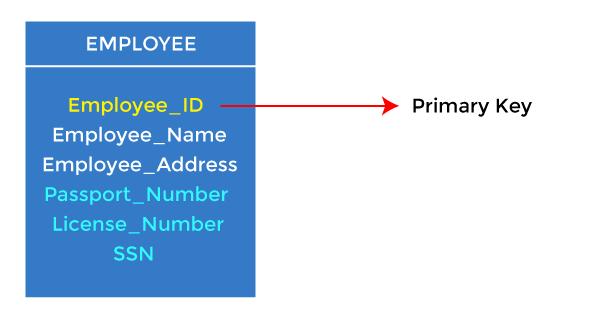 EMPLOYEE
Employee_ID
Primary Key
Employee_Name
Employee_Address
Passport_Number
License_Number
SSN